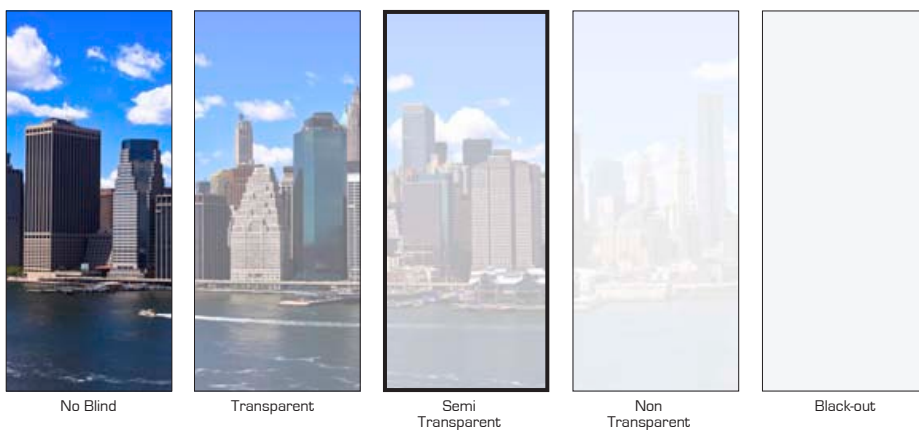 No Blind
Transparent
Semi
Transparent
Non
Transparent
Black-out